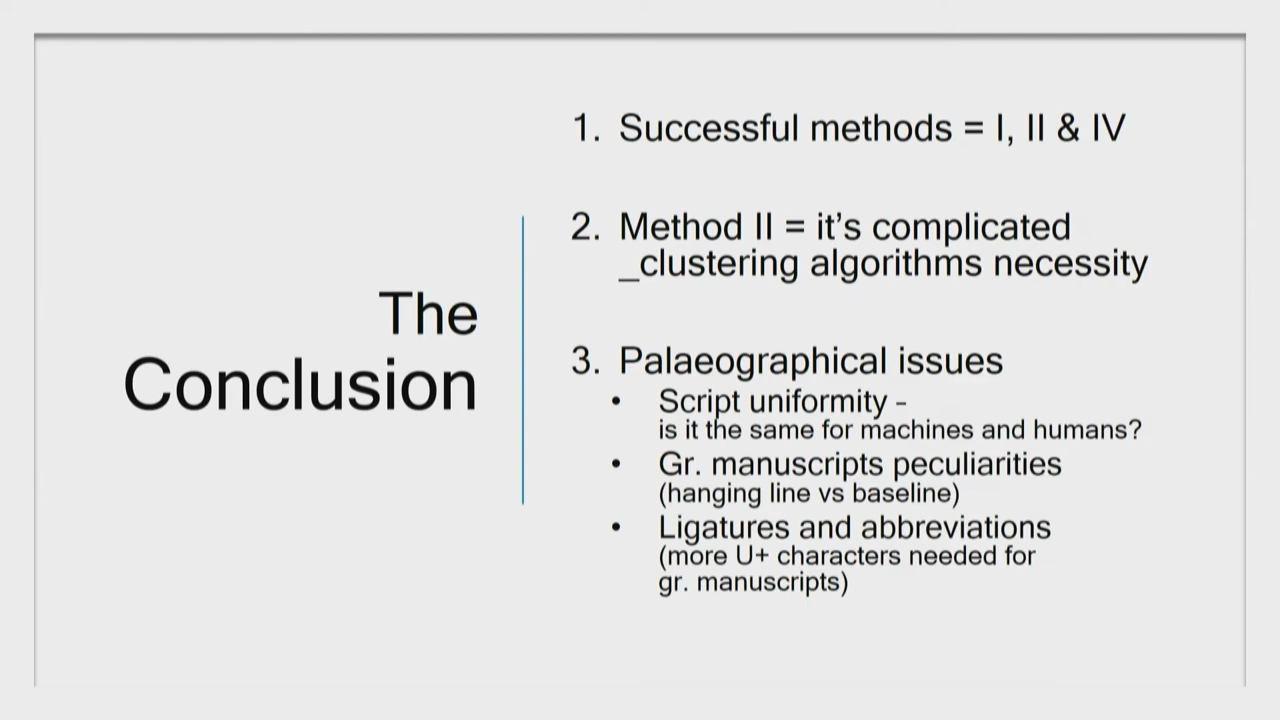 The
Conclusion
1. Successful methods = I, II & IV
2. Method II = it’s complicated
_clustering algorithms necessity
3. Palaeographical issues
• Script uniformity –
is it the same for machines and humans?
• Gr. manuscripts peculiarities
(hanging line vs baseline)
• Ligatures and abbreviations
(more U+ characters needed for
gr. manuscripts)